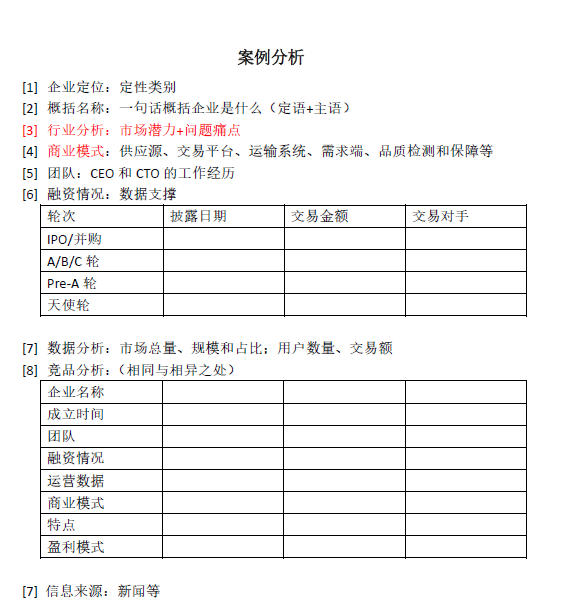 案例分析
[1] 企业定位：定性类别
[2] 概括名称：一句话概括企业是什么（定语+主语）
[3] 行业分析：市场潜力+问题痛点
[4] 商业模式：供应源、交易平台、运输系统、需求端、品质检测和保障等
[5] 团队：CEO 和 CTO 的工作经历
[6] 融资情况：数据支撑
轮次 披露日期 交易金额 交易对手
IPO/并购
A/B/C 轮
Pre-A 轮
天使轮
[7] 数据分析：市场总量、规模和占比；用户数量、交易额
[8] 竞品分析：（相同与相异之处）
企业名称
成立时间
团队
融资情况
运营数据
商业模式
特点
盈利模式
[7] 信息来源：新闻等